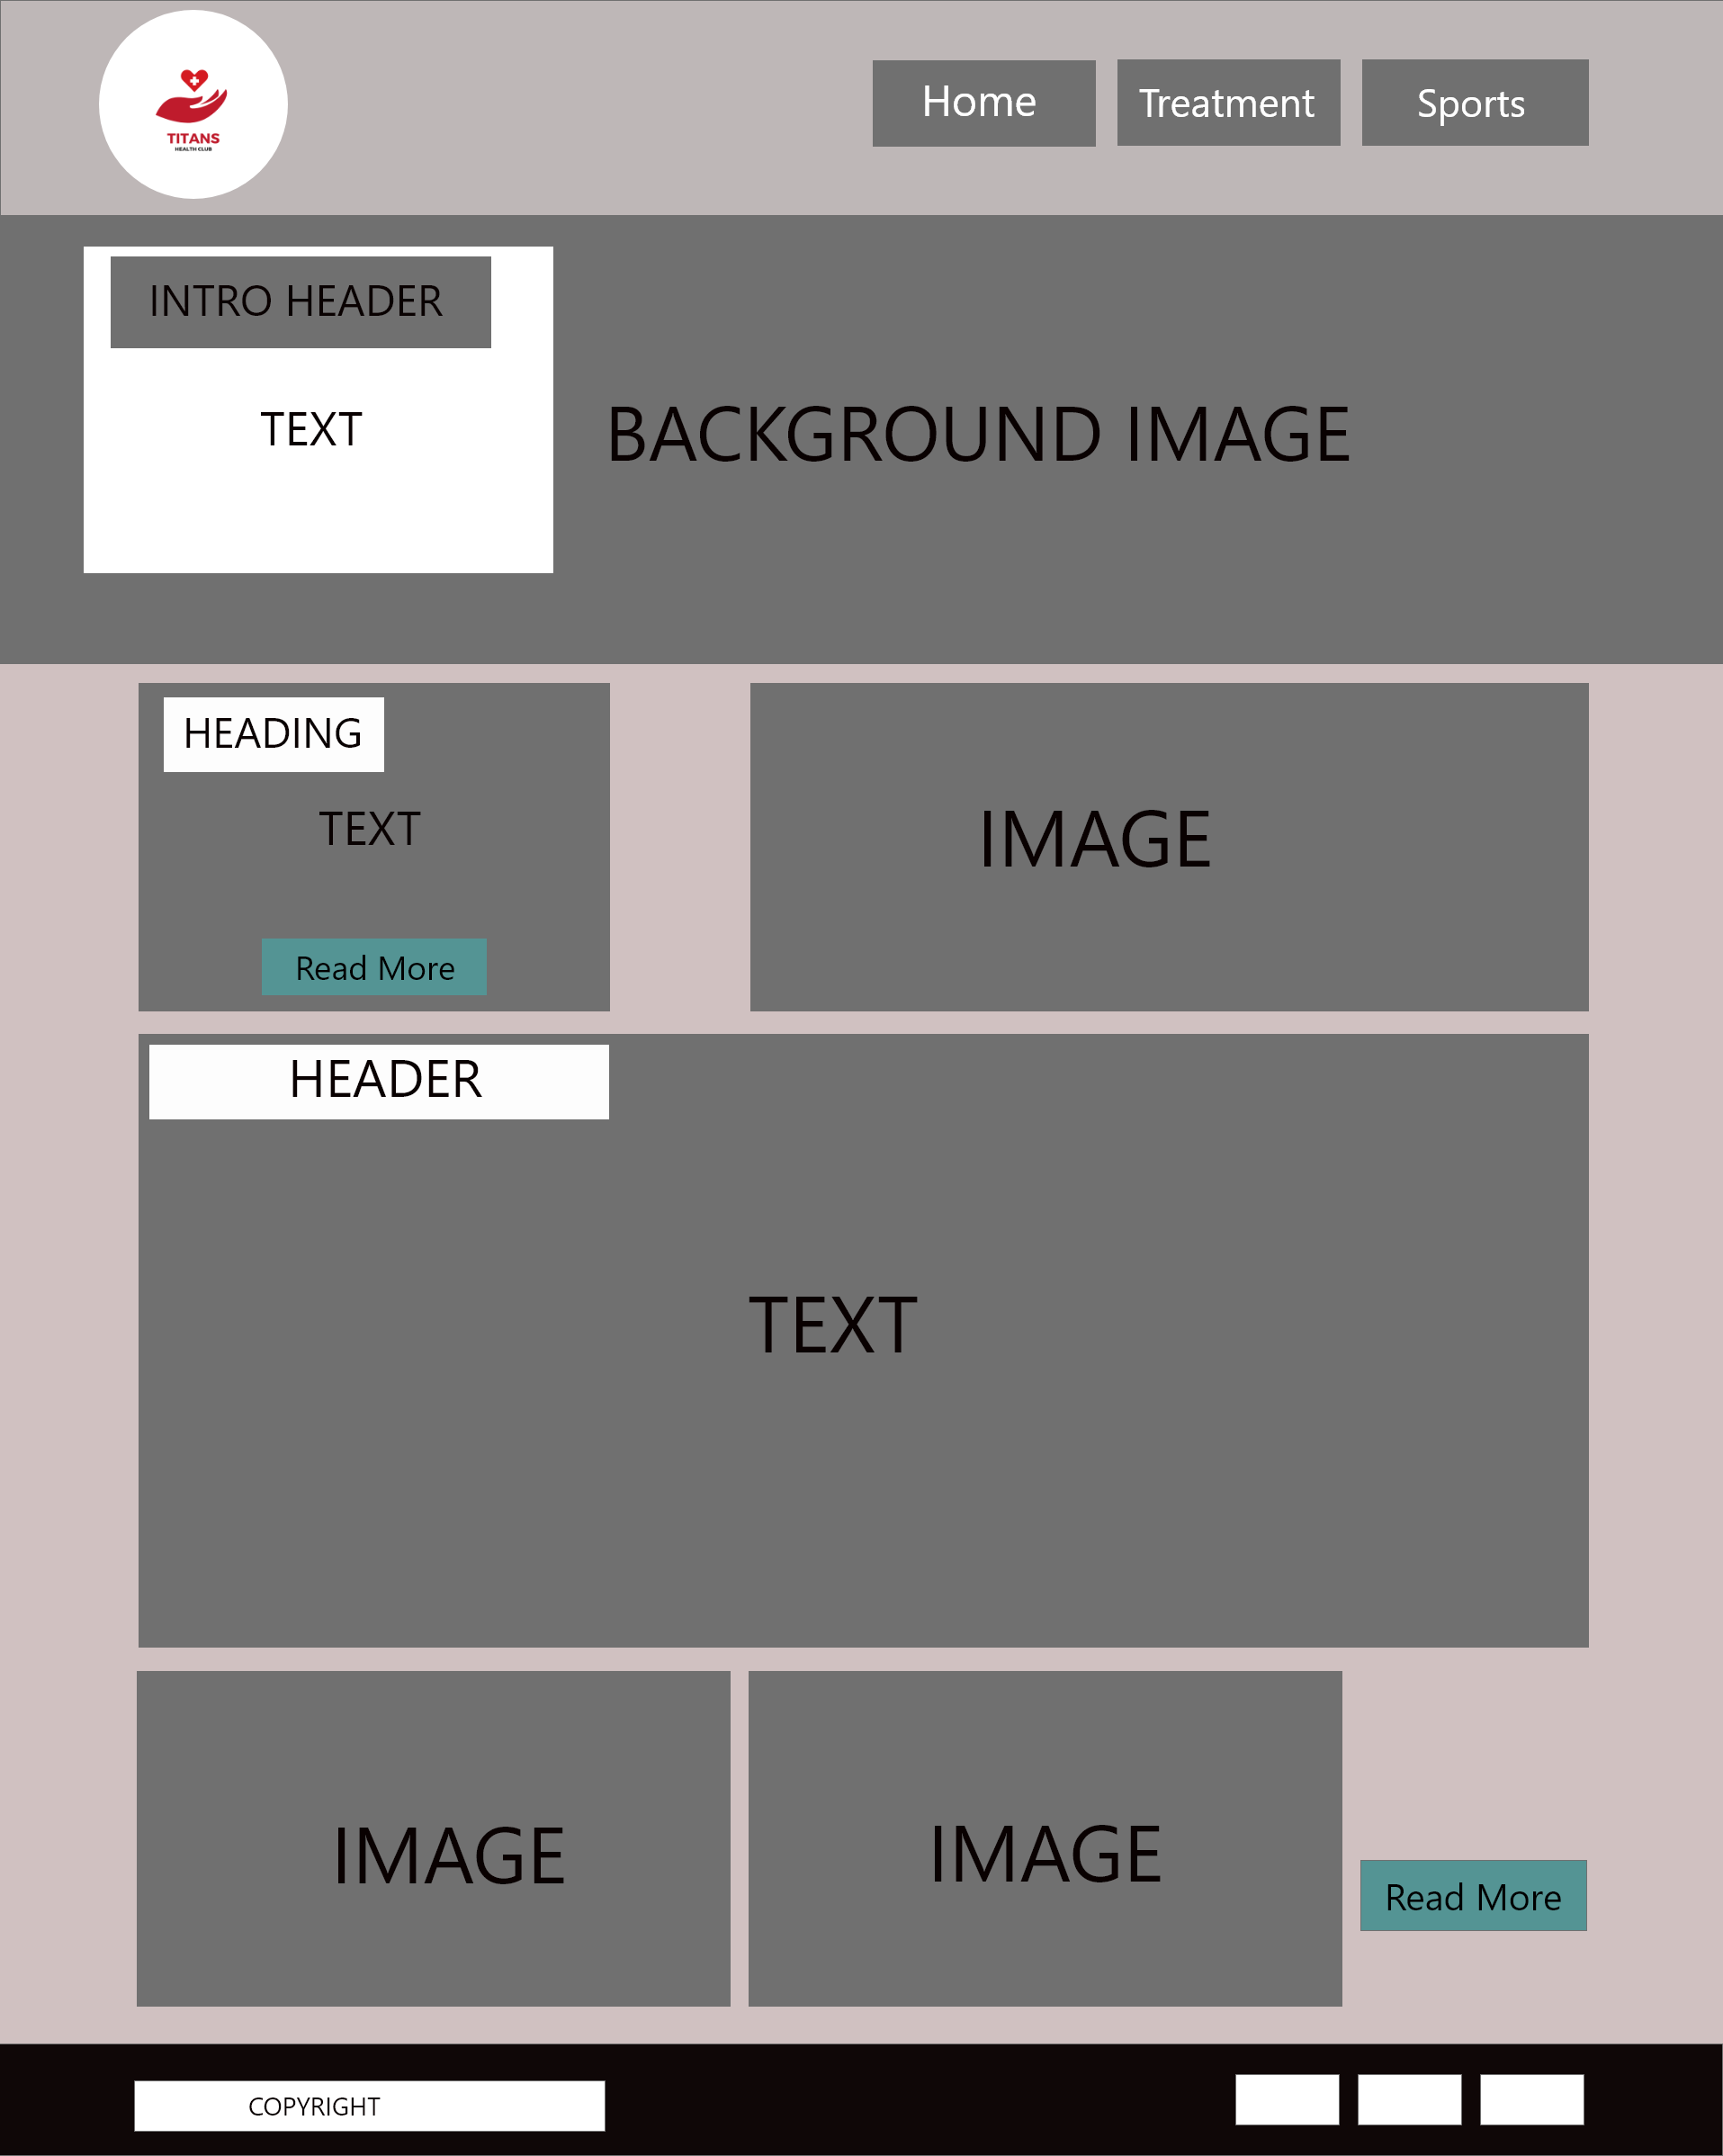 TITANS
HEALTH CLUB
Home
Treatment
Sports
INTRO HEADER
TEXT
BACKGROUND IMAGE
HEADING
TEXT
Read More
IMAGE
HEADER
TEXT
IMAGE
IMAGE
Read More
COPYRIGHT